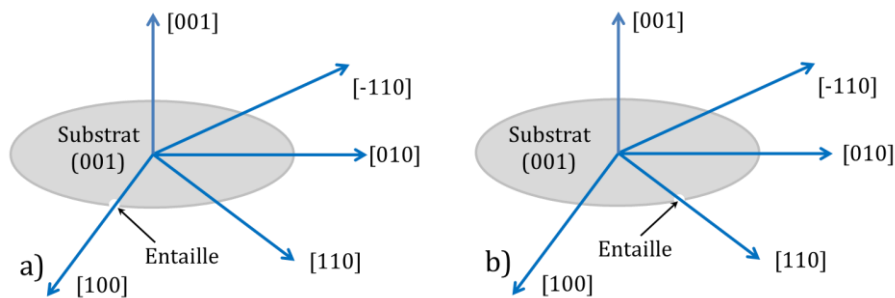 [001]
[-110]
Substrat
(001)
[010]
Entaille
[110]
a)
[100]
[001]
[-110]
Substrat
(001)
[010]
Entaille
[110]
b)
[100]